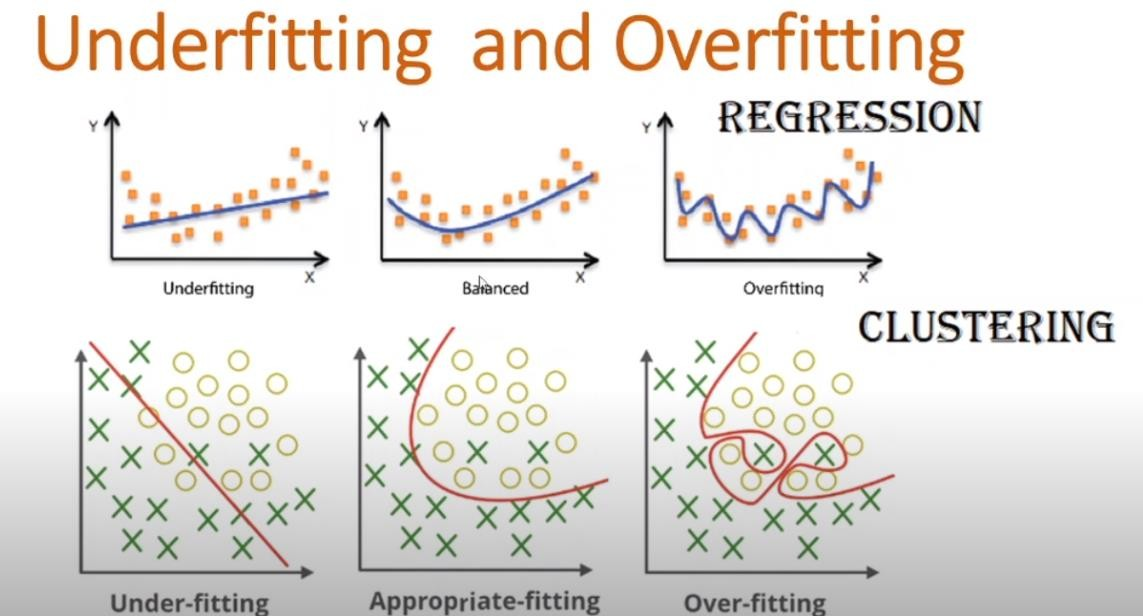 Underfitting and Overfitting
REGRESSION
Y
Y
Y
X
X
X
Underfitting
Balanced
Overfitting
CLUSTERING
Under-fitting
Appropriate-fitting
Over-fitting